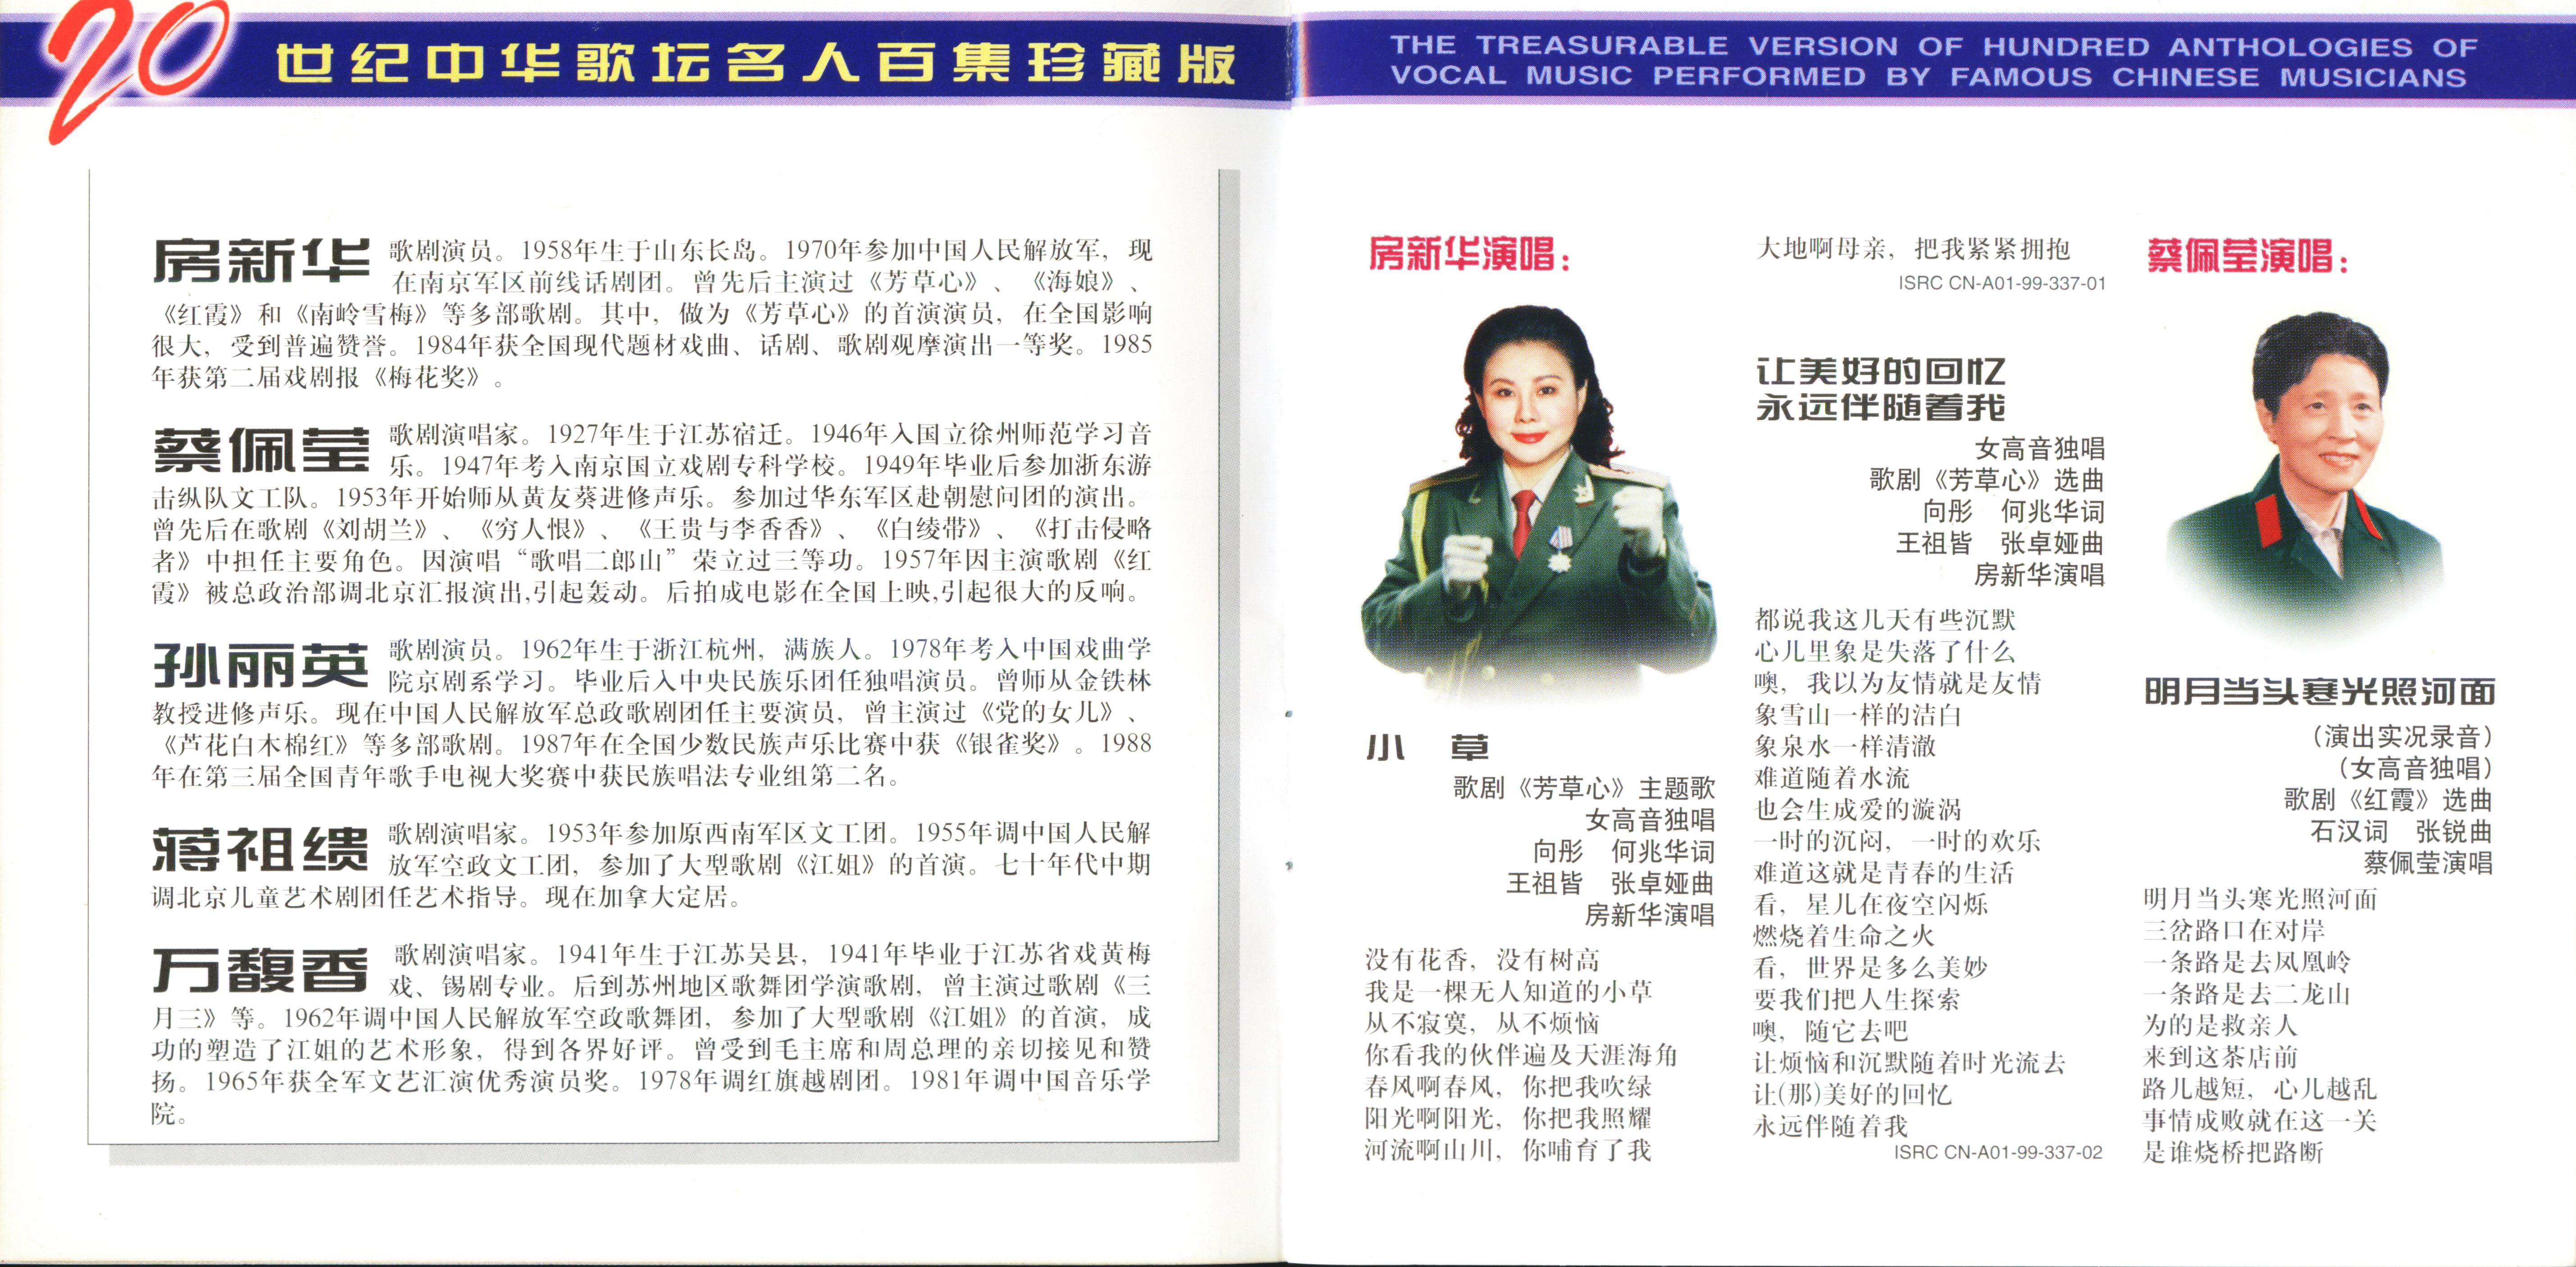 20世纪中华歌坛名人百集珍藏版
THE TREASURABLE VERSION OF HUNDRED ANTHOLOGIES OF
VOCAL MUSIC PERFORMED BY FAMOUS CHINESE MUSICIANS
房新华 歌剧演员。1958年生于山东长岛。1970年参加中国人民解放军，现
在南京军区前线话剧团。曾先后主演过《芳草心》、《海娘》、
《红霞》和《南岭雪梅》等多部歌剧。其中，做为《芳草心》的首演演员，在全国影响
很大，受到普遍赞誉。1984年获全国现代题材戏曲、话剧、歌剧观摩演出一等奖。1985
年获第二届戏剧报《梅花奖》。
蔡佩莹 歌剧演唱家。1927年生于江苏宿迁。1946年入国立徐州师范学习音
乐。1947年考入南京国立戏剧专科学校。1949年毕业后参加浙东游
击纵队文工队。1953年开始师从黄友葵进修声乐。参加过华东军区赴朝慰问团的演出。
曾先后在歌剧《刘胡兰》、《穷人恨》、《王贵与李香香》、《白绫带》、《打击侵略
者》中担任主要角色。因演唱“歌唱二郎山”荣立过三等功。1957年因主演歌剧《红
霞》被总政治部调北京汇报演出,引起轰动。后拍成电影在全国上映,引起很大的反响。
孙丽英 歌剧演员。1962年生于浙江杭州，满族人。1978年考入中国戏曲学
院京剧系学习。毕业后入中央民族乐团任独唱演员。曾师从金铁林
教授进修声乐。现在中国人民解放军总政歌剧团任主要演员，曾主演过《党的女儿》、
《芦花白木棉红》等多部歌剧。1987年在全国少数民族声乐比赛中获《银雀奖》。1988
年在第三届全国青年歌手电视大奖赛中获民族唱法专业组第二名。
蒋祖缋 歌剧演唱家。1953年参加原西南军区文工团。1955年调中国人民解
放军空政文工团，参加了大型歌剧《江姐》的首演。七十年代中期
调北京儿童艺术剧团任艺术指导。现在加拿大定居。
万馥香 歌剧演唱家。1941年生于江苏吴县，1941年毕业于江苏省戏黄梅
戏、锡剧专业。后到苏州地区歌舞团学演歌剧，曾主演过歌剧《三
月三》等。1962年调中国人民解放军空政歌舞团，参加了大型歌剧《江姐》的首演，成
功的塑造了江姐的艺术形象，得到各界好评。曾受到毛主席和周总理的亲切接见和赞
扬。1965年获全军文艺汇演优秀演员奖。1978年调红旗越剧团。1981年调中国音乐学
院。
房新华演唱：
小 草
歌剧《芳草心》主题歌
女高音独唱
向彤 何兆华词
王祖皆 张卓娅曲
房新华演唱
没有花香，没有树高
我是一棵无人知道的小草
从不寂寞，从不烦恼
你看我的伙伴遍及天涯海角
春风啊春风，你把我吹绿
阳光啊阳光，你把我照耀
河流啊山川，你哺育了我
大地啊母亲，把我紧紧拥抱
ISRC CN-A01-99-337-01
让美好的回忆
永远伴随着我
女高音独唱
歌剧《芳草心》选曲
向彤 何兆华词
王祖皆 张卓娅曲
房新华演唱
都说我这几天有些沉默
心儿里象是失落了什么
噢，我以为友情就是友情
象雪山一样的洁白
象泉水一样清澈
难道随着水流
也会生成爱的漩涡
一时的沉闷，一时的欢乐
难道这就是青春的生活
看，星儿在夜空闪烁
燃烧着生命之火
看，世界是多么美妙
要我们把人生探索
噢，随它去吧
让烦恼和沉默随着时光流去
让(那)美好的回忆
永远伴随着我
ISRC CN-A01-99-337-02
蔡佩莹演唱：
明月当头寒光照河面
（演出实况录音）
（女高音独唱）
歌剧《红霞》选曲
石汉词 张锐曲
蔡佩莹演唱
明月当头寒光照河面
三岔路口在对岸
一条路是去凤凰岭
一条路是去二龙山
为的是救亲人
来到这茶店前
路儿越短，心儿越乱
事情成败就在这一关
是谁烧桥把路断